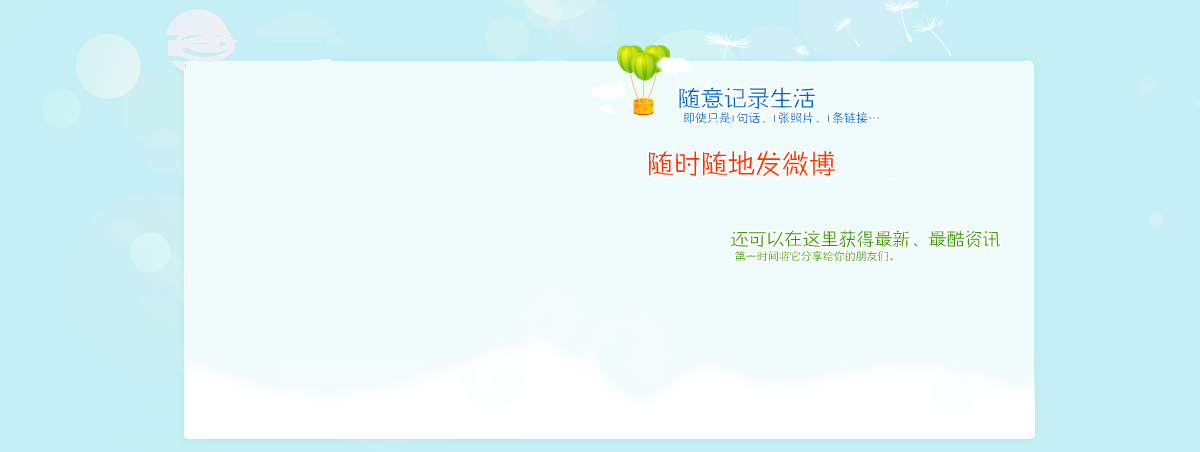 随意记录生活
即使只是1句话、1张照片、1条链接…
随时随地发微博
还可以在这里获得最新、最酷资讯
第一时间将它分享给你的朋友们。